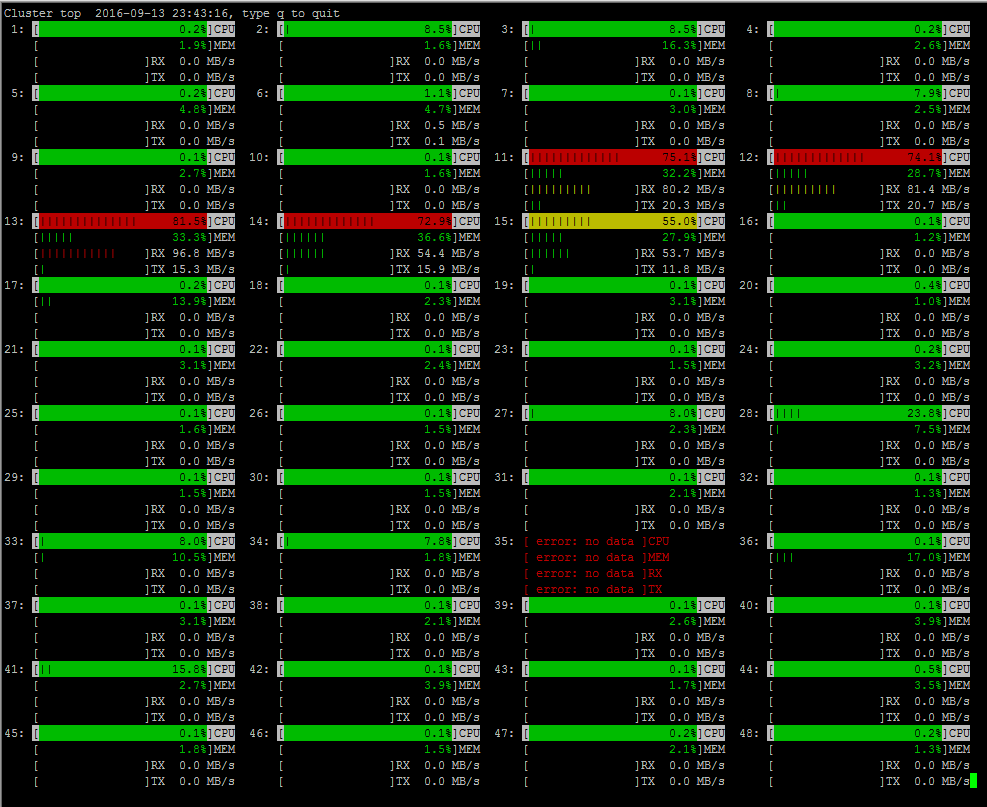 Cluster top  2016-09-13 23:43:16, type q to quit
1: [ 0.2%]CPU 2: [| 8.5%]CPU 3: [| 8.5%]CPU 4: [ 0.2%]CPU
[ 1.9%]MEM [ 1.6%]MEM [|| 16.3%]MEM [ 2.6%]MEM
[ ]RX 0.0 MB/s [ ]RX 0.0 MB/s [ ]RX 0.0 MB/s [ ]RX 0.0 MB/s
[ ]TX 0.0 MB/s [ ]TX 0.0 MB/s [ ]TX 0.0 MB/s [ ]TX 0.0 MB/s
5: [ 0.2%]CPU 6: [ 1.1%]CPU 7: [ 0.1%]CPU 8: [| 7.9%]CPU
[ 4.8%]MEM [ 4.7%]MEM [ 3.0%]MEM [ 2.5%]MEM
[ ]RX 0.0 MB/s [ ]RX 0.5 MB/s [ ]RX 0.0 MB/s [ ]RX 0.0 MB/s
[ ]TX 0.0 MB/s [ ]TX 0.1 MB/s [ ]TX 0.0 MB/s [ ]TX 0.0 MB/s
9: [ 0.1%]CPU 10: [ 0.1%]CPU 11: [||||||||||||| 75.1%]CPU 12: [||||||||||||| 74.1%]CPU
[ 2.7%]MEM [ 1.6%]MEM [||||| 32.2%]MEM [||||| 28.7%]MEM
[ ]RX 0.0 MB/s [ ]RX 0.0 MB/s [||||||||| ]RX 80.2 MB/s [||||||||| ]RX 81.4 MB/s
[ ]TX 0.0 MB/s [ ]TX 0.0 MB/s [|| ]TX 20.3 MB/s [|| ]TX 20.7 MB/s
13: [|||||||||||||| 81.5%]CPU 14: [||||||||||||| 72.9%]CPU 15: [||||||||| 55.0%]CPU 16: [ 0.1%]CPU
[||||| 33.3%]MEM [|||||| 36.6%]MEM [||||| 27.9%]MEM [ 1.2%]MEM
[||||||||||| ]RX 96.8 MB/s [|||||| ]RX 54.4 MB/s [|||||| ]RX 53.7 MB/s [ ]RX 0.0 MB/s
[| ]TX 15.3 MB/s [| ]TX 15.9 MB/s [| ]TX 11.8 MB/s [ ]TX 0.0 MB/s
17: [ 0.2%]CPU 18: [ 0.1%]CPU 19: [ 0.1%]CPU 20: [ 0.4%]CPU
[|| 13.9%]MEM [ 2.3%]MEM [ 3.1%]MEM [ 1.0%]MEM
[ ]RX 0.0 MB/s [ ]RX 0.0 MB/s [ ]RX 0.0 MB/s [ ]RX 0.0 MB/s
[ ]TX 0.0 MB/s [ ]TX 0.0 MB/s [ ]TX 0.0 MB/s [ ]TX 0.0 MB/s
21: [ 0.1%]CPU 22: [ 0.1%]CPU 23: [ 0.1%]CPU 24: [ 0.2%]CPU
[ 3.1%]MEM [ 2.4%]MEM [ 1.5%]MEM [ 3.2%]MEM
[ ]RX 0.0 MB/s [ ]RX 0.0 MB/s [ ]RX 0.0 MB/s [ ]RX 0.0 MB/s
[ ]TX 0.0 MB/s [ ]TX 0.0 MB/s [ ]TX 0.0 MB/s [ ]TX 0.0 MB/s
25: [ 0.1%]CPU 26: [ 0.1%]CPU 27: [| 8.0%]CPU 28: [|||| 23.8%]CPU
[ 1.6%]MEM [ 1.5%]MEM [ 2.3%]MEM [| 7.5%]MEM
[ ]RX 0.0 MB/s [ ]RX 0.0 MB/s [ ]RX 0.0 MB/s [ ]RX 0.0 MB/s
[ ]TX 0.0 MB/s [ ]TX 0.0 MB/s [ ]TX 0.0 MB/s [ ]TX 0.0 MB/s
29: [ 0.1%]CPU 30: [ 0.1%]CPU 31: [ 0.1%]CPU 32: [ 0.1%]CPU
[ 1.5%]MEM [ 1.5%]MEM [ 2.1%]MEM [ 1.3%]MEM
[ ]RX 0.0 MB/s [ ]RX 0.0 MB/s [ ]RX 0.0 MB/s [ ]RX 0.0 MB/s
[ ]TX 0.0 MB/s [ ]TX 0.0 MB/s [ ]TX 0.0 MB/s [ ]TX 0.0 MB/s
33: [| 8.0%]CPU 34: [| 7.8%]CPU 35: [ error: no data ]CPU 36: [ 0.1%]CPU
[| 10.5%]MEM [ 1.8%]MEM [ error: no data ]MEM [||| 17.0%]MEM
[ ]RX 0.0 MB/s [ ]RX 0.0 MB/s [ error: no data ]RX [ ]RX 0.0 MB/s
[ ]TX 0.0 MB/s [ ]TX 0.0 MB/s [ error: no data ]TX [ ]TX 0.0 MB/s
37: [ 0.1%]CPU 38: [ 0.1%]CPU 39: [ 0.1%]CPU 40: [ 0.1%]CPU
[ 3.1%]MEM [ 2.1%]MEM [ 2.6%]MEM [ 3.9%]MEM
[ ]RX 0.0 MB/s [ ]RX 0.0 MB/s [ ]RX 0.0 MB/s [ ]RX 0.0 MB/s
[ ]TX 0.0 MB/s [ ]TX 0.0 MB/s [ ]TX 0.0 MB/s [ ]TX 0.0 MB/s
41: [|| 15.8%]CPU 42: [ 0.1%]CPU 43: [ 0.1%]CPU 44: [ 0.5%]CPU
[ 2.7%]MEM [ 3.9%]MEM [ 1.7%]MEM [ 3.5%]MEM
[ ]RX 0.0 MB/s [ ]RX 0.0 MB/s [ ]RX 0.0 MB/s [ ]RX 0.0 MB/s
[ ]TX 0.0 MB/s [ ]TX 0.0 MB/s [ ]TX 0.0 MB/s [ ]TX 0.0 MB/s
45: [ 0.1%]CPU 46: [ 0.1%]CPU 47: [ 0.2%]CPU 48: [ 0.2%]CPU
[ 1.8%]MEM [ 1.5%]MEM [ 2.1%]MEM [ 1.3%]MEM
[ ]RX 0.0 MB/s [ ]RX 0.0 MB/s [ ]RX 0.0 MB/s [ ]RX 0.0 MB/s
[ ]TX 0.0 MB/s [ ]TX 0.0 MB/s [ ]TX 0.0 MB/s [ ]TX 0.0 MB/s